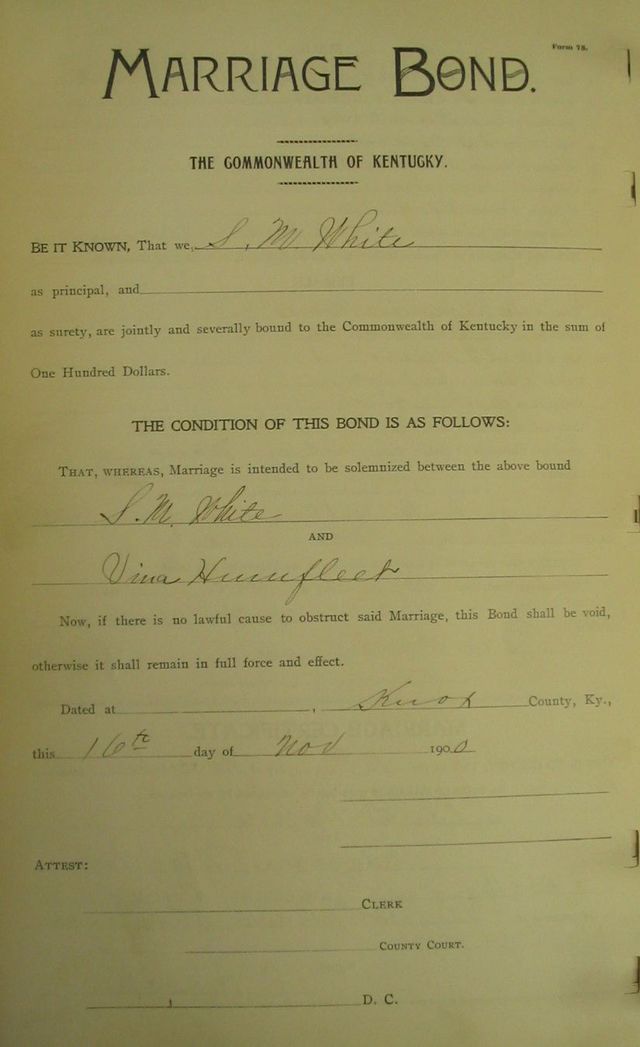 Form 78.
MARRIAGE BOND.
THE COMMONWEALTH OF KENTUCKY.
BE IT KNOWN, That we, S. M. White
as principal, and
as surety, are jointly and severally bound to the Commonwealth of Kentucky in the sum of
One Hundred Dollars.
THE CONDITION OF THIS BOND IS AS FOLLOWS:
THAT, WHEREAS, Marriage is intended to be solemnized between the above bound
S. M. White
AND
Vina Humfleet
Now, if there is no lawful cause to obstruct said Marriage, this Bond shall be void,
otherwise it shall remain in full force and effect.
Dated at , Knox County, Ky.,
this 16th day of Nov 1900
ATTEST:
CLERK
COUNTY COURT.
D. C.